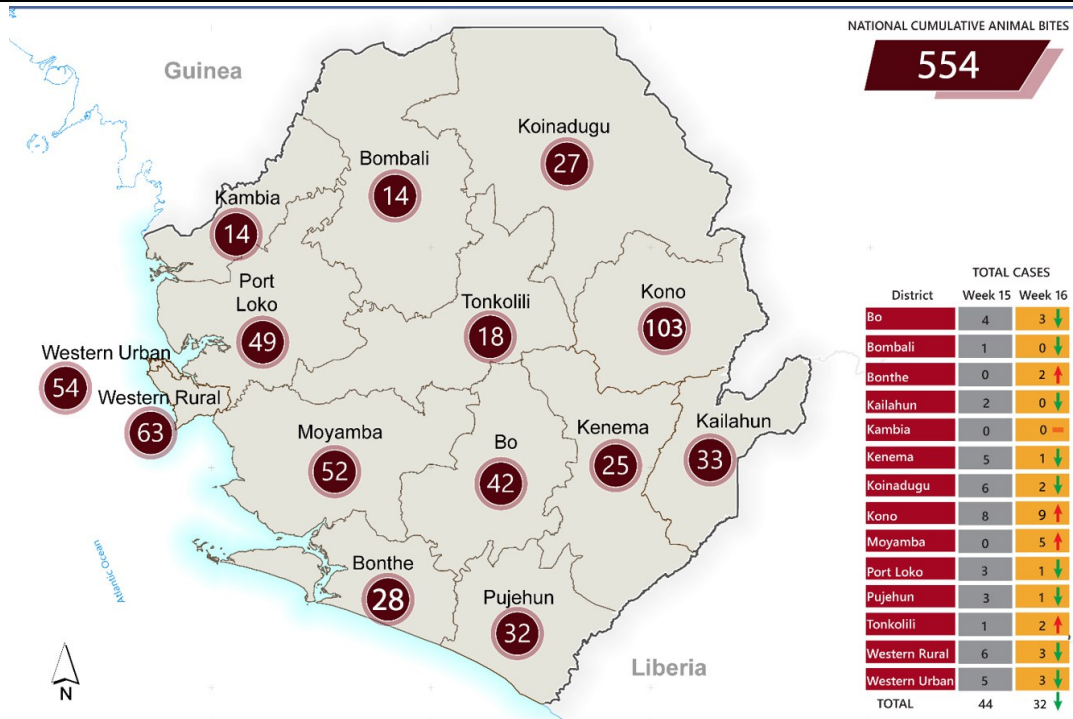 NATIONAL CUMULATIVE ANIMAL BITES
554
Guinea
Koinadugu
27
Bombali
14
Kambia
14
Port
Loko
49
Tonkolili
18
Kono
103
Western Urban
54
Western Rural
63
Moyamba
52
Bo
42
Kenema
25
Kailahun
33
Bonthe
28
Pujehun
32
Atlantic Ocean
Liberia
N
TOTAL CASES
District Week 15 Week 16
Bo 4 3
Bombali 1 0
Bonthe 0 2
Kailahun 2 0
Kambia 0 0
Kenema 5 1
Koinadugu 6 2
Kono 8 9
Moyamba 0 5
Port Loko 3 1
Pujehun 3 1
Tonkolili 1 2
Western Rural 6 3
Western Urban 5 3
TOTAL 44 32